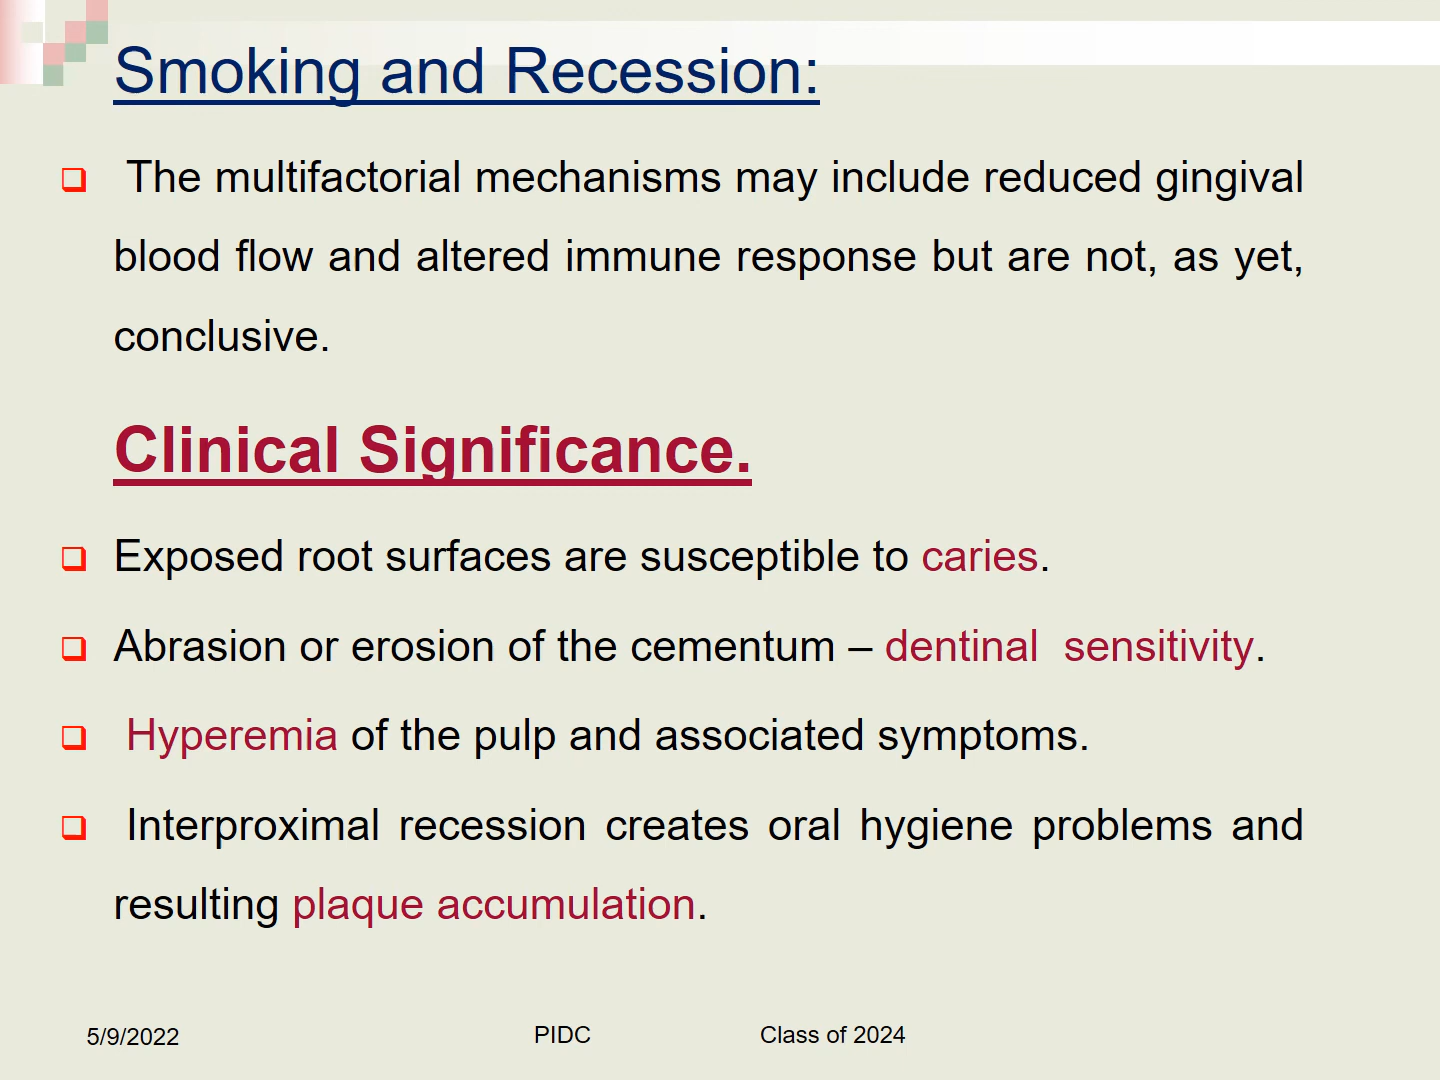 Smoking and Recession:
The multifactorial mechanisms may include reduced gingival
blood flow and altered immune response but are not, as yet,
conclusive.
Clinical Significance.
Exposed root surfaces are susceptible to caries.
Abrasion or erosion of the cementum – dentinal  sensitivity.
Hyperemia of the pulp and associated symptoms.
Interproximal recession creates oral hygiene problems and
resulting plaque accumulation.
5/9/2022 PIDC Class of 2024